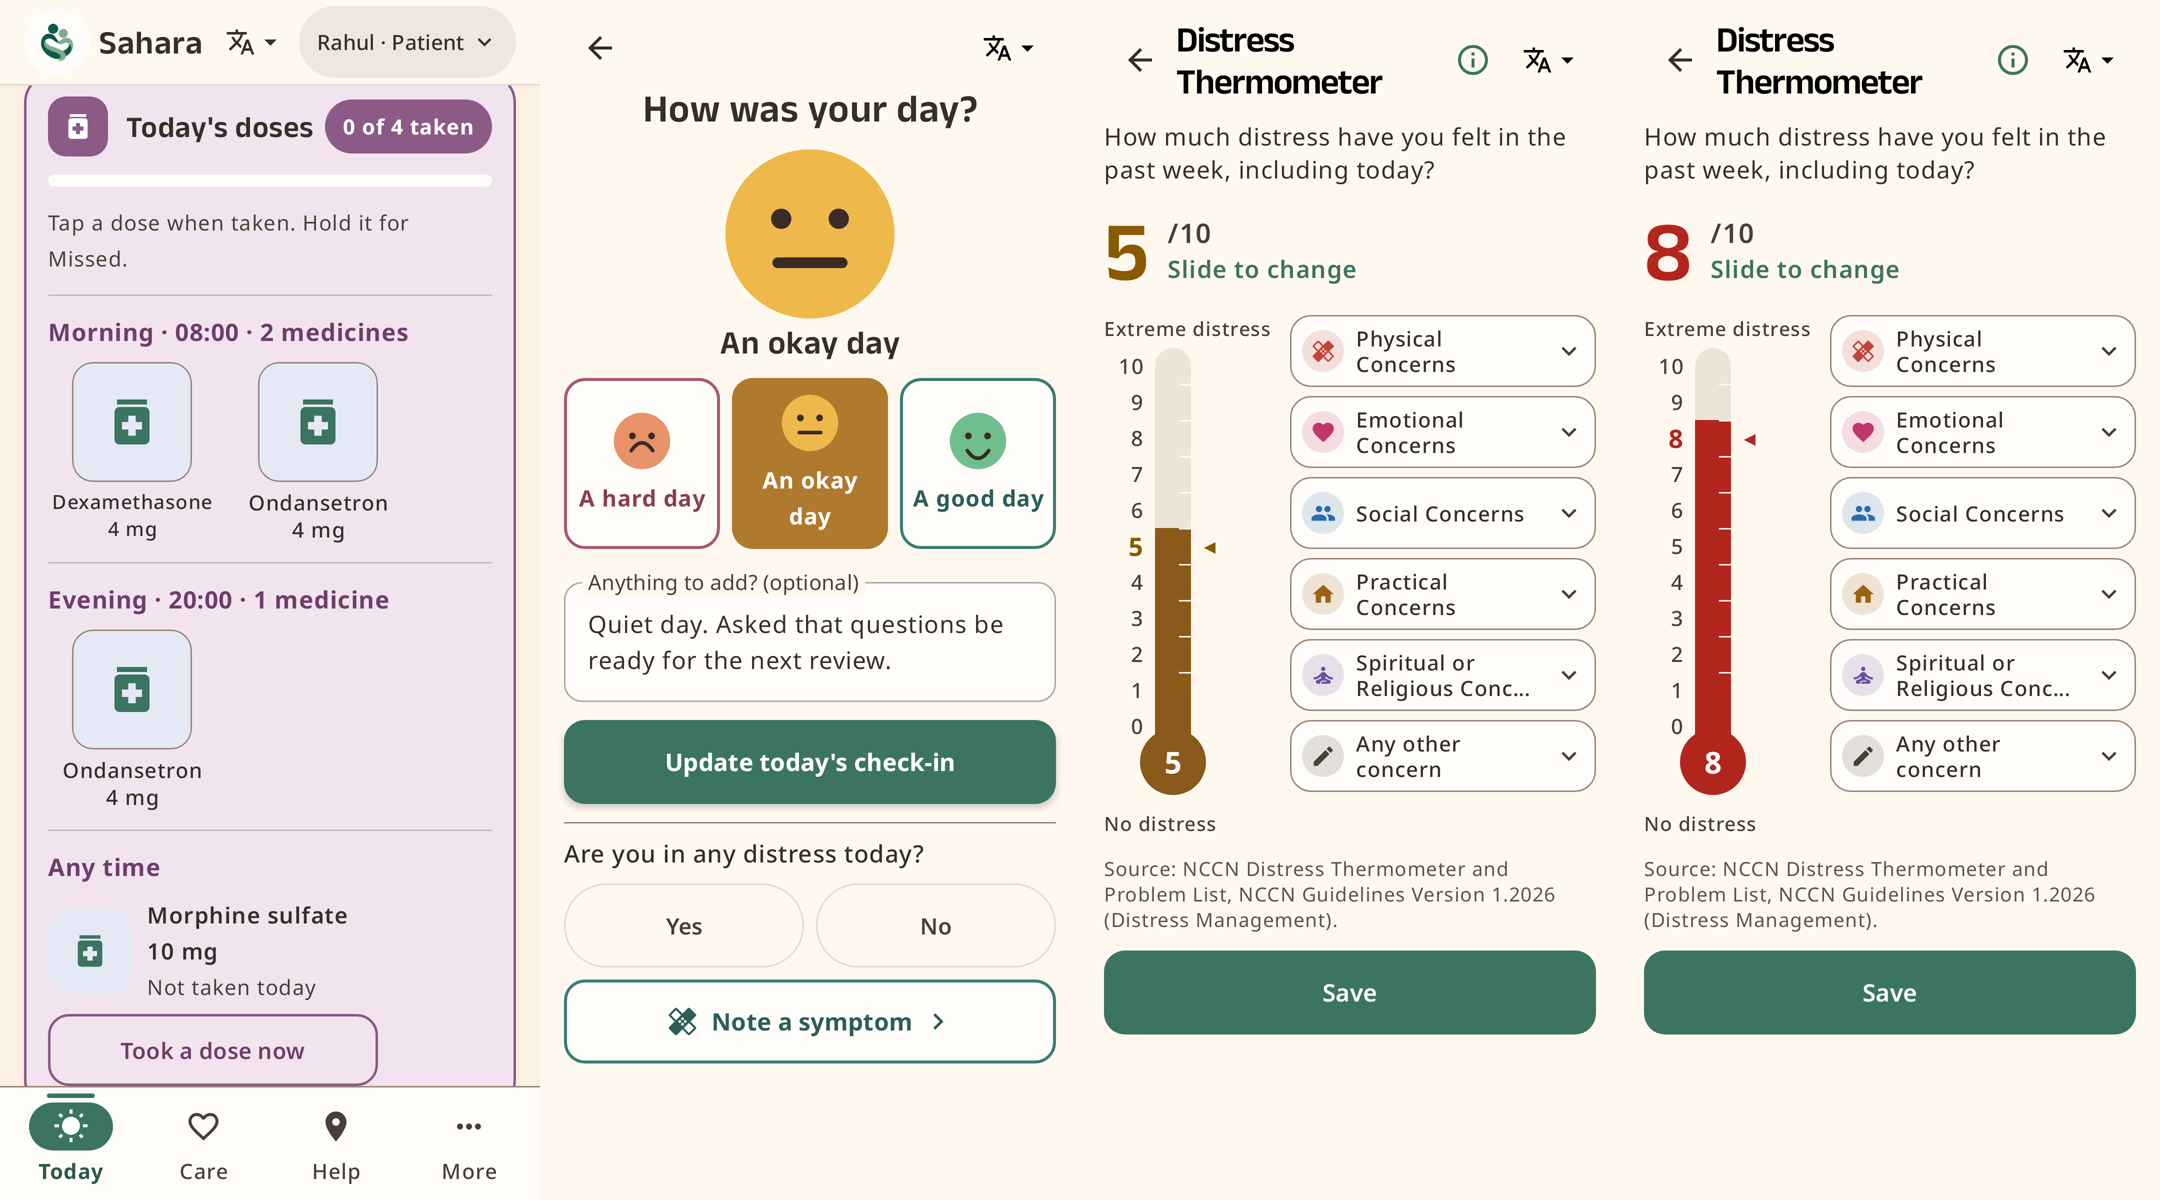 Sahara
Rahul · Patient
Today's doses
0 of 4 taken
Tap a dose when taken. Hold it for
Missed.
Morning · 08:00 · 2 medicines
Dexamethasone
4 mg
Ondansetron
4 mg
Evening · 20:00 · 1 medicine
Ondansetron
4 mg
Any time
Morphine sulfate
10 mg
Not taken today
Took a dose now
Today
Care
Help
More
How was your day?
An okay day
A hard day
An okay
day
A good day
Anything to add? (optional)
Quiet day. Asked that questions be
ready for the next review.
Update today's check-in
Are you in any distress today?
Yes
No
Note a symptom
Distress
Thermometer
How much distress have you felt in the
past week, including today?
5
/10
Slide to change
Extreme distress
10
9
8
7
6
5
4
3
2
1
0
5
No distress
Physical
Concerns
Emotional
Concerns
Social Concerns
Practical
Concerns
Spiritual or
Religious Conc...
Any other
concern
Source: NCCN Distress Thermometer and
Problem List, NCCN Guidelines Version 1.2026
(Distress Management).
Save
Distress
Thermometer
How much distress have you felt in the
past week, including today?
8
/10
Slide to change
Extreme distress
10
9
8
7
6
5
4
3
2
1
0
8
No distress
Physical
Concerns
Emotional
Concerns
Social Concerns
Practical
Concerns
Spiritual or
Religious Conc...
Any other
concern
Source: NCCN Distress Thermometer and
Problem List, NCCN Guidelines Version 1.2026
(Distress Management).
Save